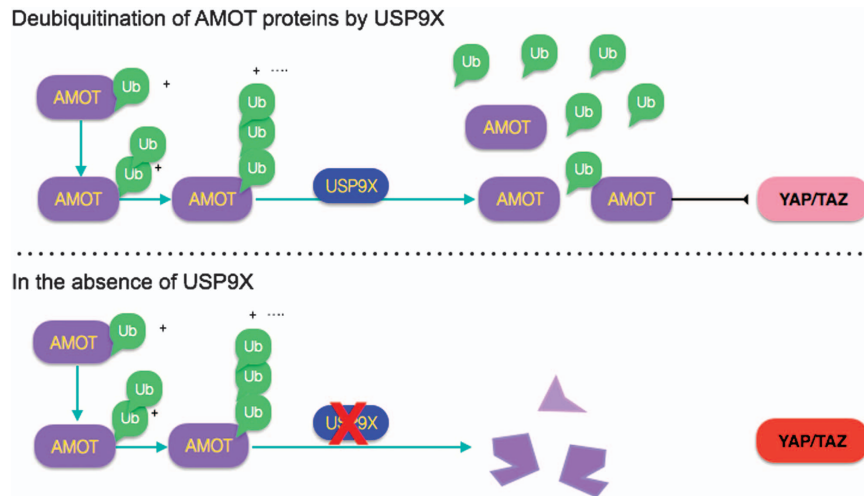 Deubiquitination of AMOT proteins by USP9X
+ ....
Ub Ub Ub
AMOT Ub + Ub
Ub Ub Ub
AMOT
Ub Ub
Ub + Ub Ub
AMOT AMOT USP9X AMOT AMOT YAP/TAZ
In the absence of USP9X
+ ....
AMOT Ub + Ub
Ub Ub
Ub + Ub
AMOT AMOT USP9X YAP/TAZ
X